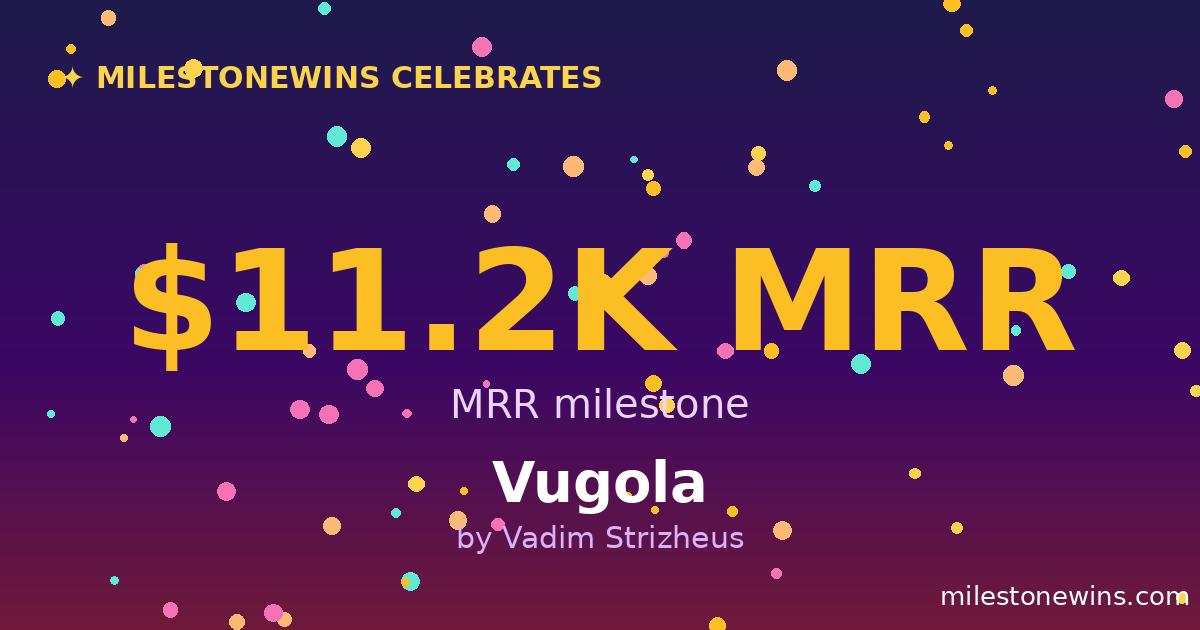 ✦ MILESTONEWINS CELEBRATES
$11.2K MRR
MRR milestone
Vugola
by Vadim Strizheus
milestonewins.com